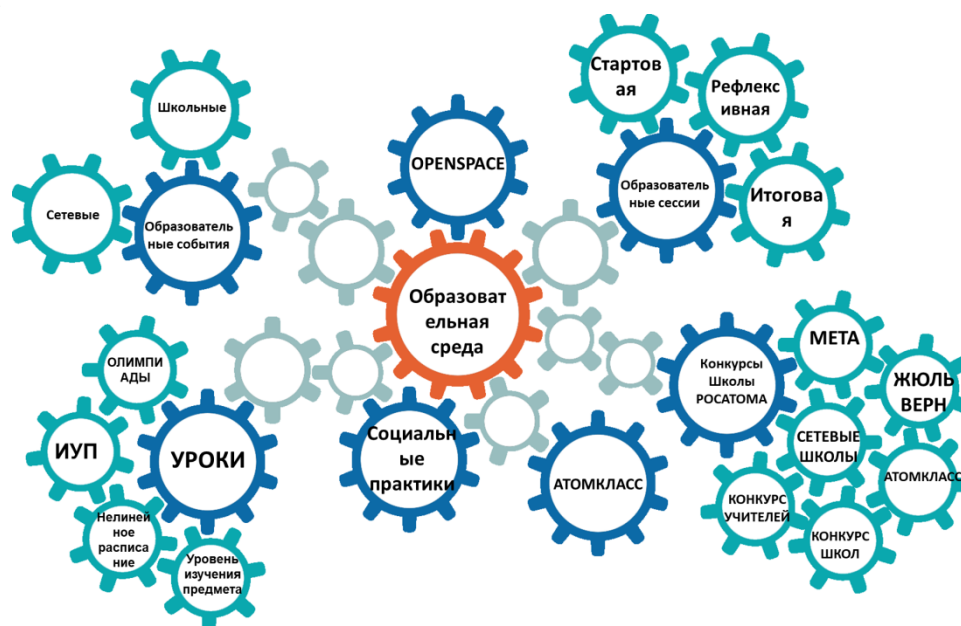 Стартов
ая
Рефлекс
ивная
Школьные
OPENSPACE
Образователь
ные сессии
Итогова
я
Сетевые
Образователь
ные события
Образоват
ельная
среда
МЕТА
ОЛИМПИ
АДЫ
Конкурсы
Школы
РОСАТОМА
ЖЮЛЬ
ВЕРН
ИУП
УРОКИ
Социальн
ые
практики
СЕТЕВЫЕ
ШКОЛЫ
АТОМКЛАСС
АТОМКЛАСС
Нелиней
ное
расписа
ние
КОНКУРС
УЧИТЕЛЕЙ
КОНКУРС
ШКОЛ
Уровень
изучения
предмета